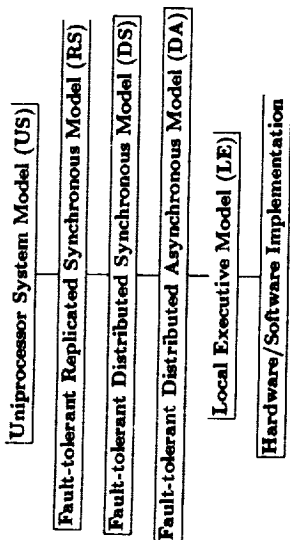 Uniprocessor System Model (US)
Fault-tolerant Replicated Synchronous Model (RS)
Fault-tolerant Distributed Synchronous Model (DS)
Fault-tolerant Distributed Asynchronous Model (DA)
Local Executive Model (LE)
Hardware/Software Implementation